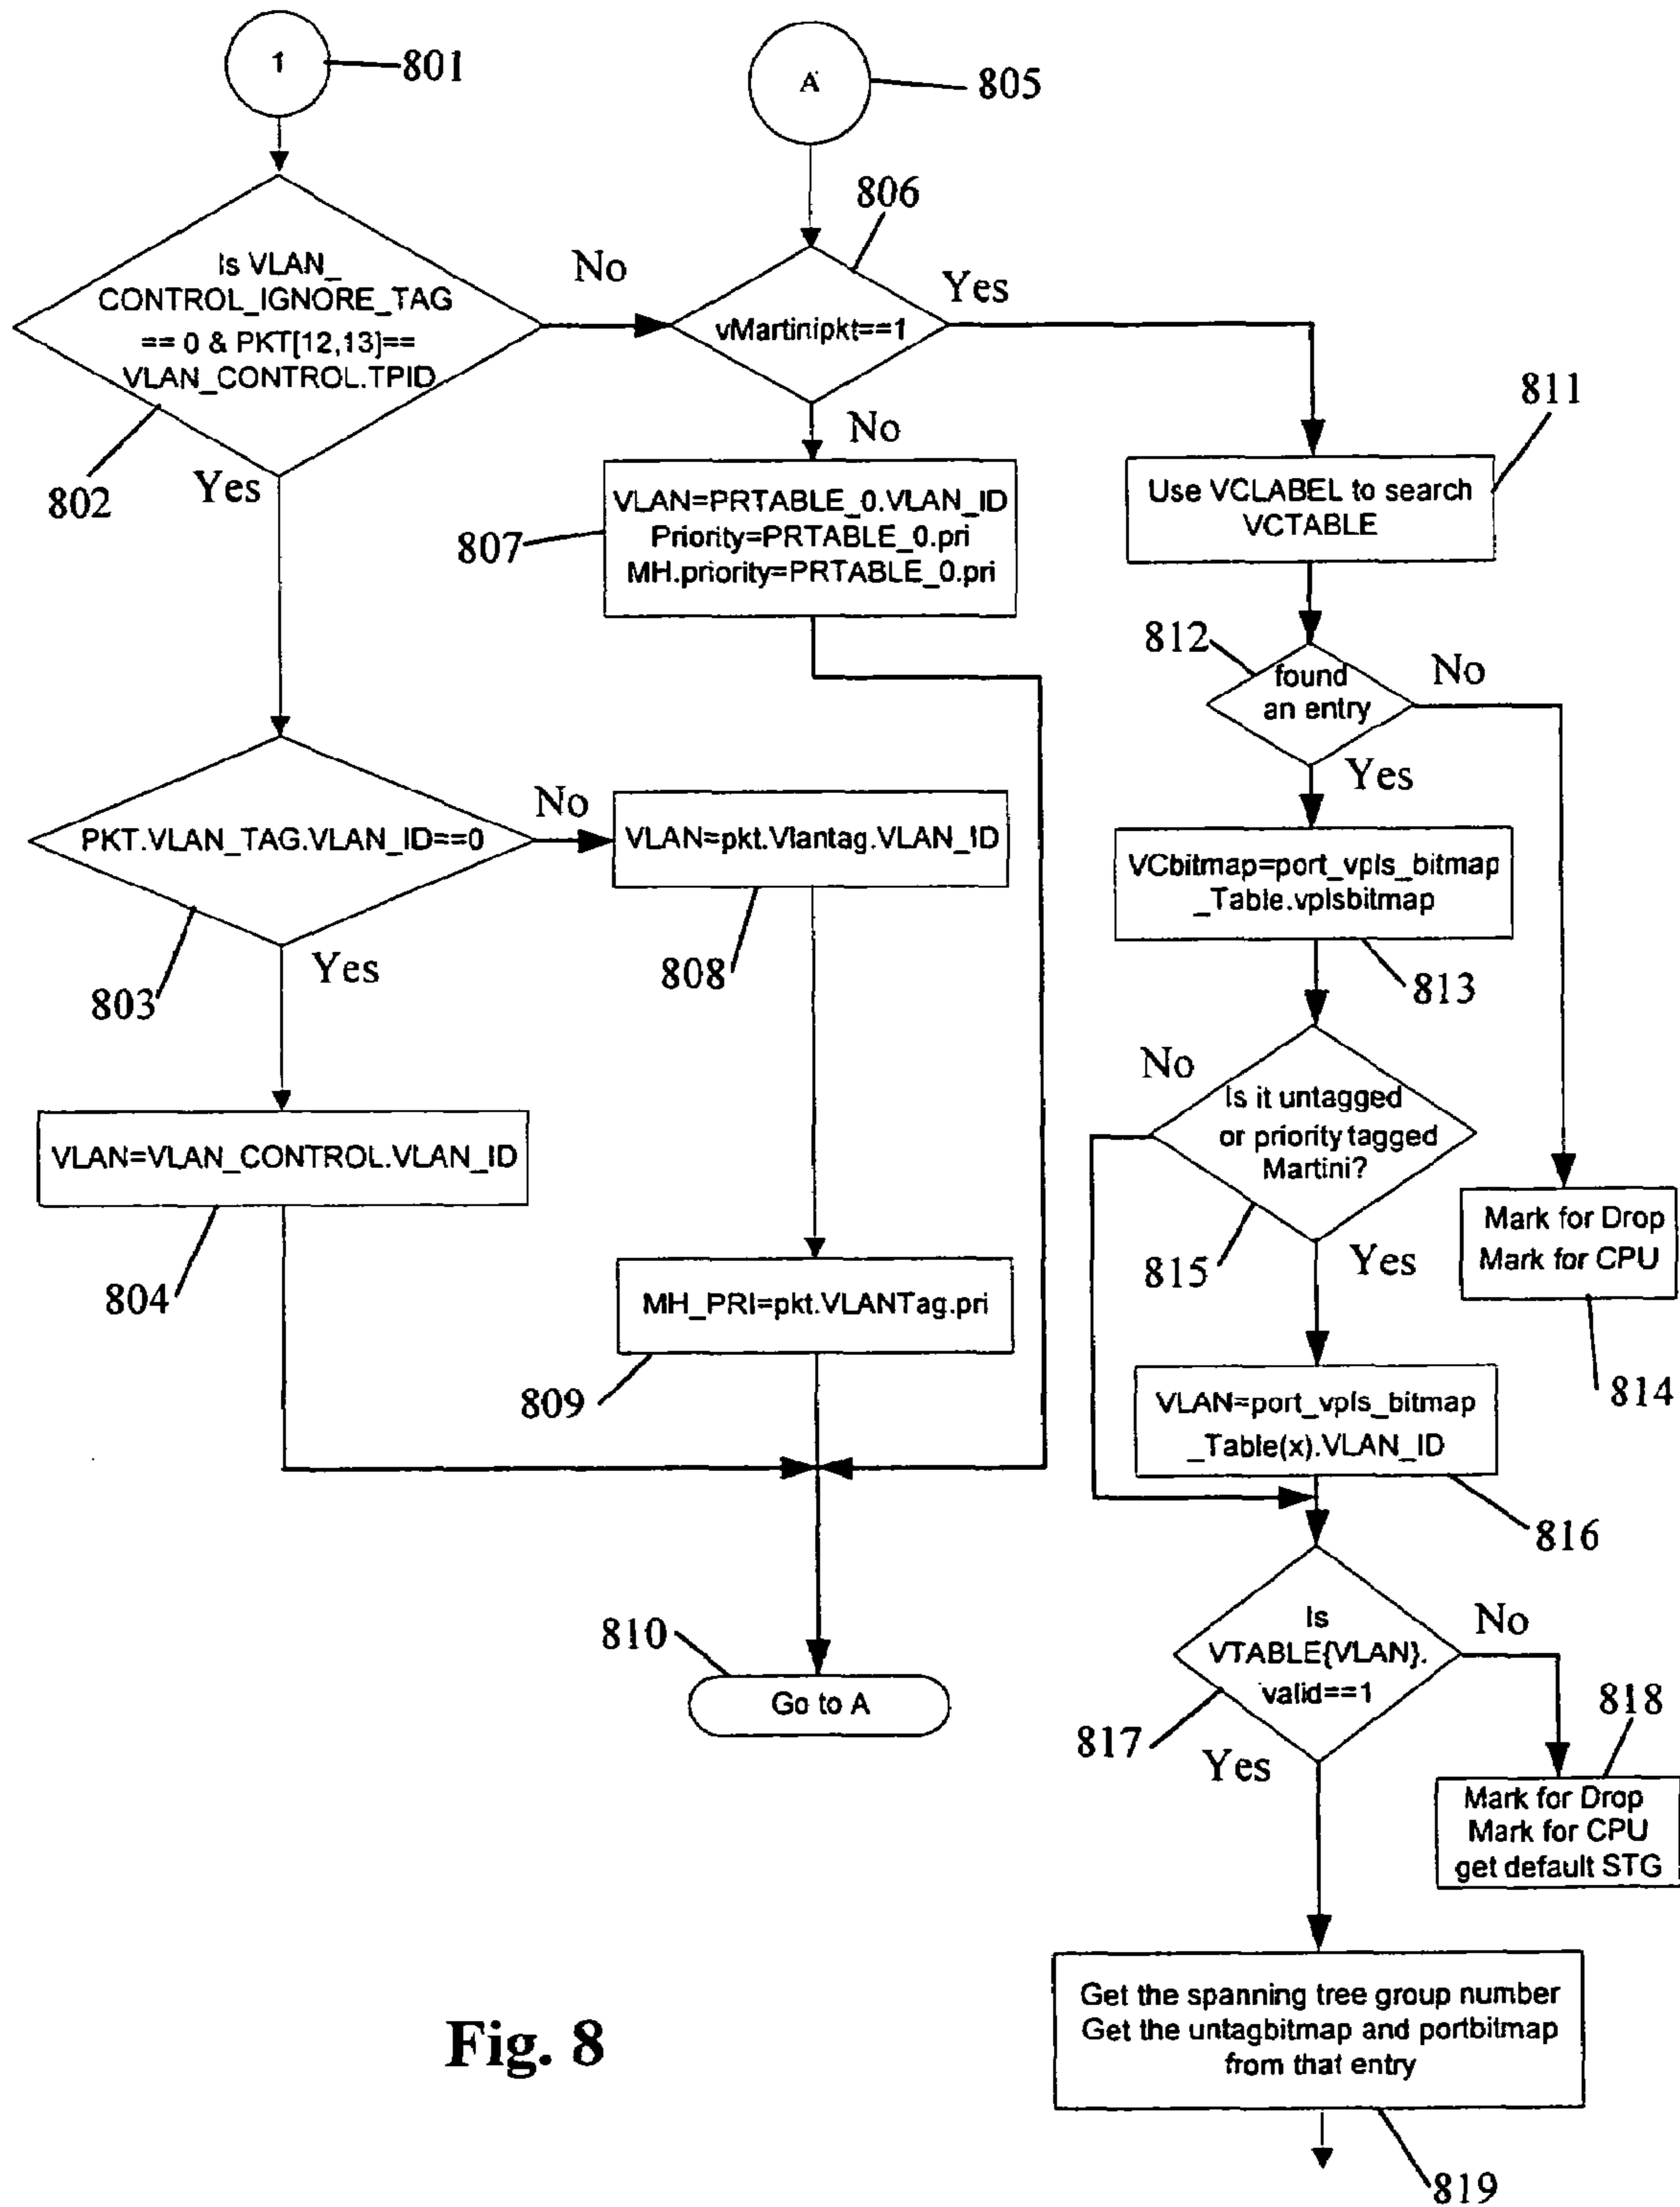 1
801
A
805
806
Is VLAN_
CONTROL_IGNORE_TAG
== 0 & PKT[12,13]==
VLAN_CONTROL.TPID
802
No
Yes
vMartinipkt==1
Yes
No
811
Use VCLABEL to search
VCTABLE
VLAN=PRTABLE_0.VLAN_ID
Priority=PRTABLE_0.pri
MH.priority=PRTABLE_0.pri
807
812
found
an entry
No
Yes
PKT.VLAN_TAG.VLAN_ID==0
803
No
Yes
VLAN=pkt.Vlantag.VLAN_ID
808
VCbitmap=port_vpls_bitmap
_Table.vplsbitmap
813
No
Is it untagged
or priority tagged
Martini?
815
Yes
VLAN=VLAN_CONTROL.VLAN_ID
804
Mark for Drop
Mark for CPU
814
MH_PRI=pkt.VLANTag.pri
809
VLAN=port_vpls_bitmap
_Table(x).VLAN_ID
816
810
Go to A
Is
VTABLE{VLAN}.
valid==1
817
No
Yes
818
Mark for Drop
Mark for CPU
get default STG
Get the spanning tree group number
Get the untagbitmap and portbitmap
from that entry
819
Fig. 8